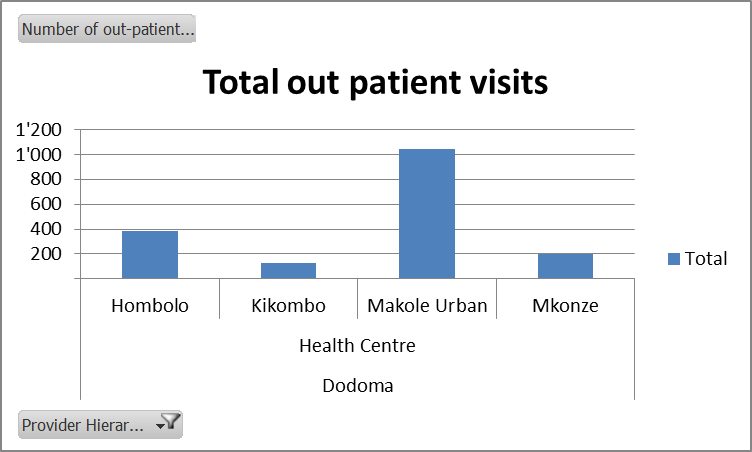 Number of out-patient...
Total out patient visits
1'200
1'000
800
600
400
200
Total
Hombolo Kikombo Makole Urban Mkonze
Health Centre
Dodoma
Provider Hierar...